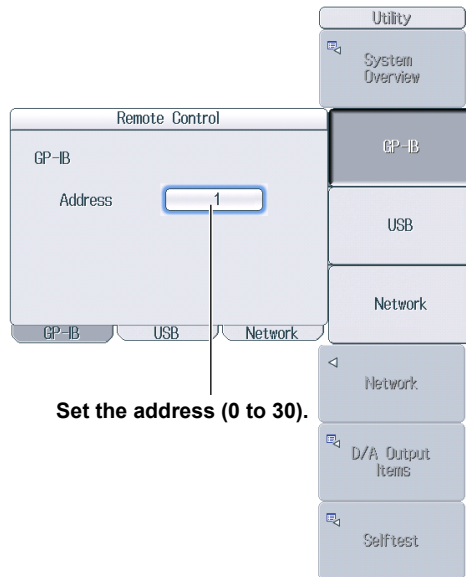 Utility
System
Overview
Remote Control
GP-IB
Address
1
GP-IB
USB
Network
GP-IB
USB
Network
Set the address (0 to 30).
Network
D/A Output
Items
Selftest